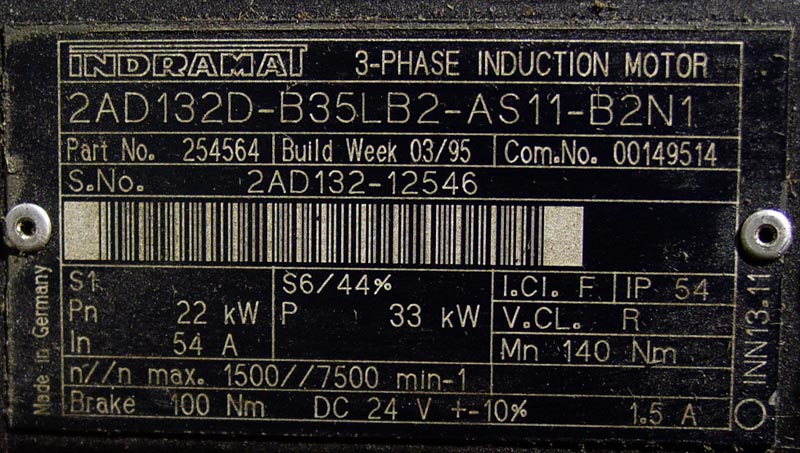 INDRAMAT 3-PHASE INDUCTION MOTOR
2AD132D-B35LB2-AS11-B2N1
Part No. 254564 Build Week 03/95 Com.No. 00149514
S.No. 2AD132-12546
S1 S6/44% I.Cl. F IP 54
Pn 22 kW P 33 kW V.CL. R
In 54 A Mn 140 Nm
n//n max. 1500//7500 min-1
Brake 100 Nm DC 24 V +-10% 1.5 A
Made in Germany
INN13.11